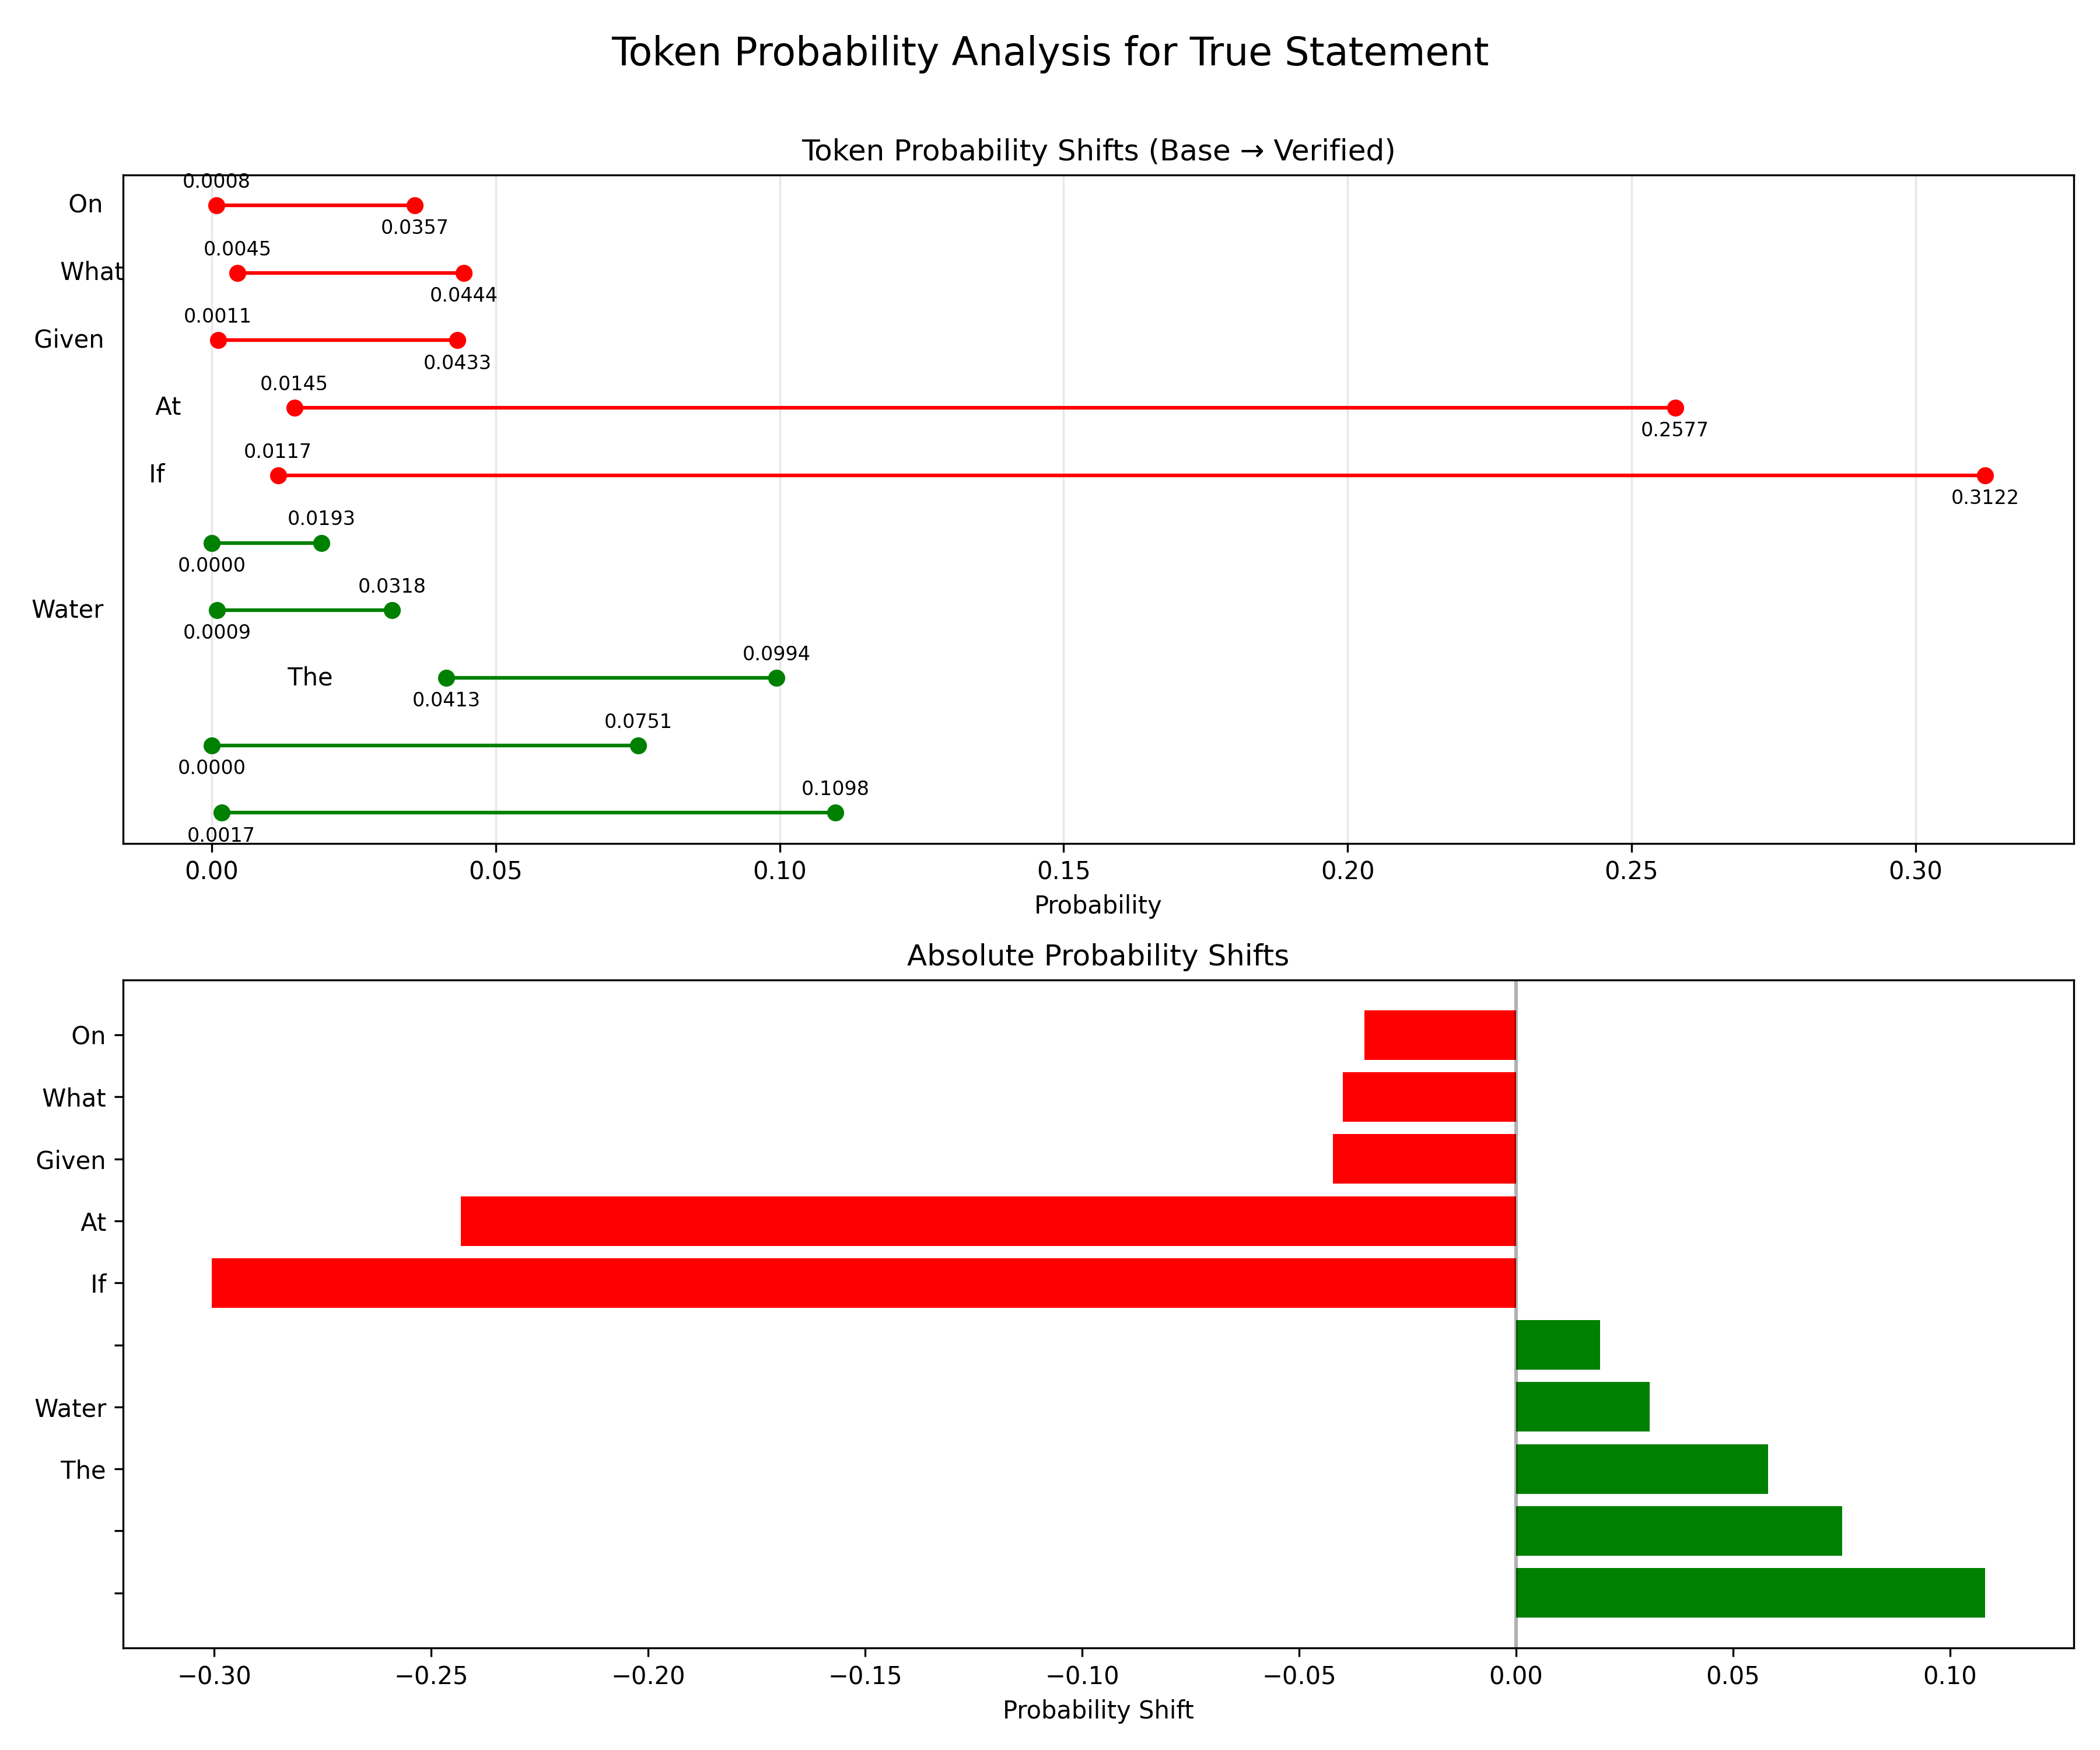 Token Probability Analysis for True Statement
Token Probability Shifts (Base → Verified)
0.0008
On
0.0357
0.0045
What
0.0444
0.0011
Given
0.0433
0.0145
At
0.2577
0.0117
If
0.3122
0.0193
0.0000
0.0318
Water
0.0009
0.0994
The
0.0413
0.0751
0.0000
0.1098
0.0017
0.00 0.05 0.10 0.15 0.20 0.25 0.30
Probability
Absolute Probability Shifts
On
What
Given
At
If
Water
The
−0.30 −0.25 −0.20 −0.15 −0.10 −0.05 0.00 0.05 0.10
Probability Shift